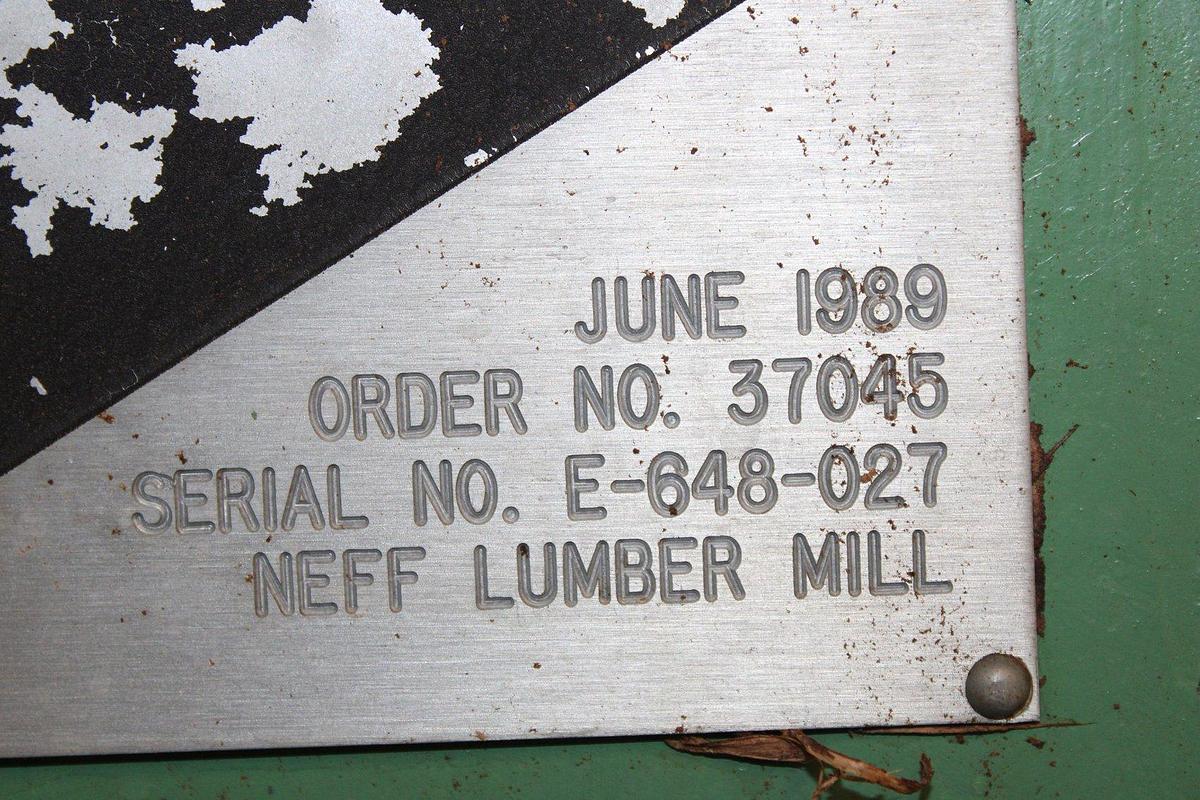 JUNE 1989
ORDER NO. 37045
SERIAL NO. E-648-027
NEFF LUMBER MILL